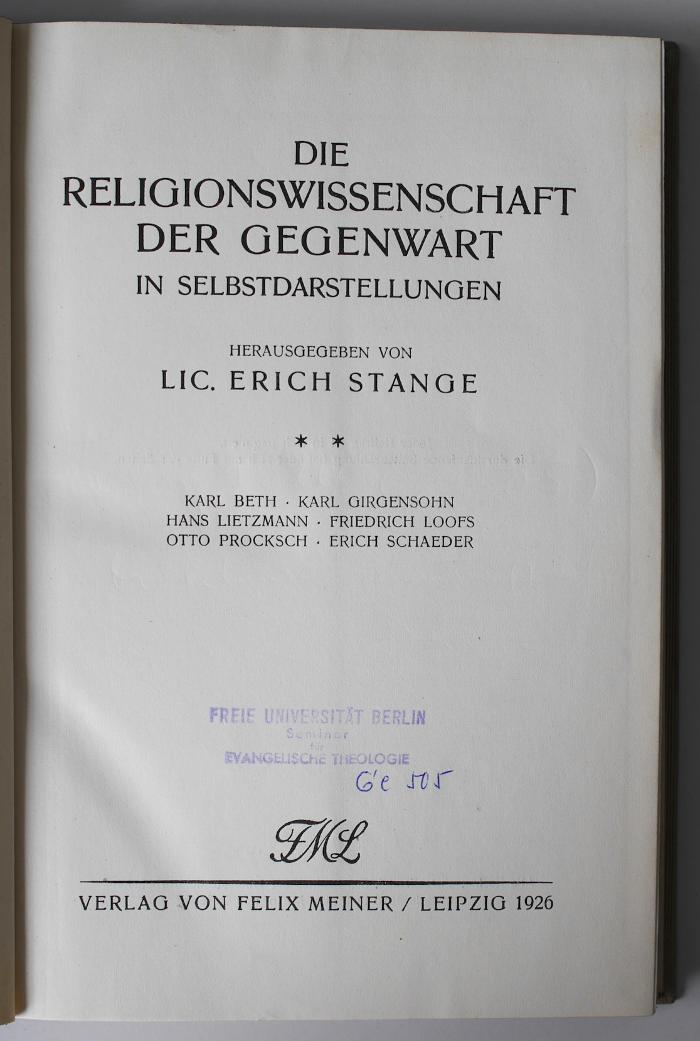 DIE
RELIGIONSWISSENSCHAFT
DER GEGENWART
IN SELBSTDARSTELLUNGEN
HERAUSGEGEBEN VON
LIC. ERICH STANGE
* *
KARL BETH · KARL GIRGENSOHN
HANS LIETZMANN · FRIEDRICH LOOFS
OTTO PROCKSCH · ERICH SCHAEDER
FREIE UNIVERSITÄT BERLIN
Seminar
für
EVANGELISCHE THEOLOGIE
Ge 505
FML
VERLAG VON FELIX MEINER / LEIPZIG 1926